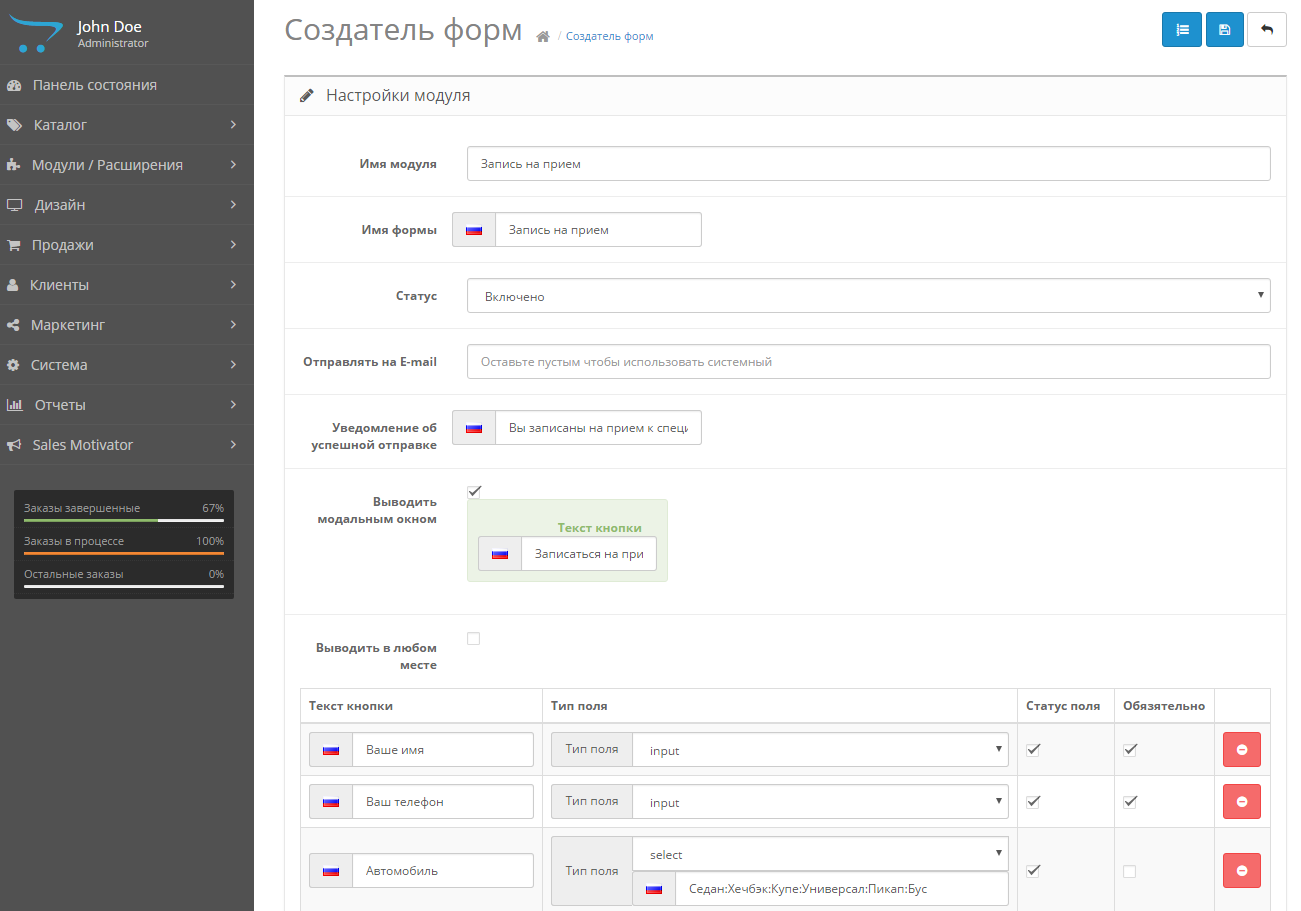 John Doe
Administrator
Панель состояния
Каталог
Модули / Расширения
Дизайн
Продажи
Клиенты
Маркетинг
Система
Отчеты
Sales Motivator
Заказы завершенные 67%
Заказы в процессе 100%
Остальные заказы 0%
Создатель форм / Создатель форм
Настройки модуля
Имя модуля Запись на прием
Имя формы Запись на прием
Статус Включено
Отправлять на E-mail Оставьте пустым чтобы использовать системный
Уведомление об
успешной отправке
Вы записаны на прием к специ
Выводить
модальным окном
Текст кнопки
Записаться на при
Выводить в любом
месте
Текст кнопки Тип поля Статус поля Обязятельно
Ваше имя Тип поля input
Ваш телефон Тип поля input
Автомобиль Тип поля select
Седан:Хечбэк:Купе:Универсал:Пикап:Бус